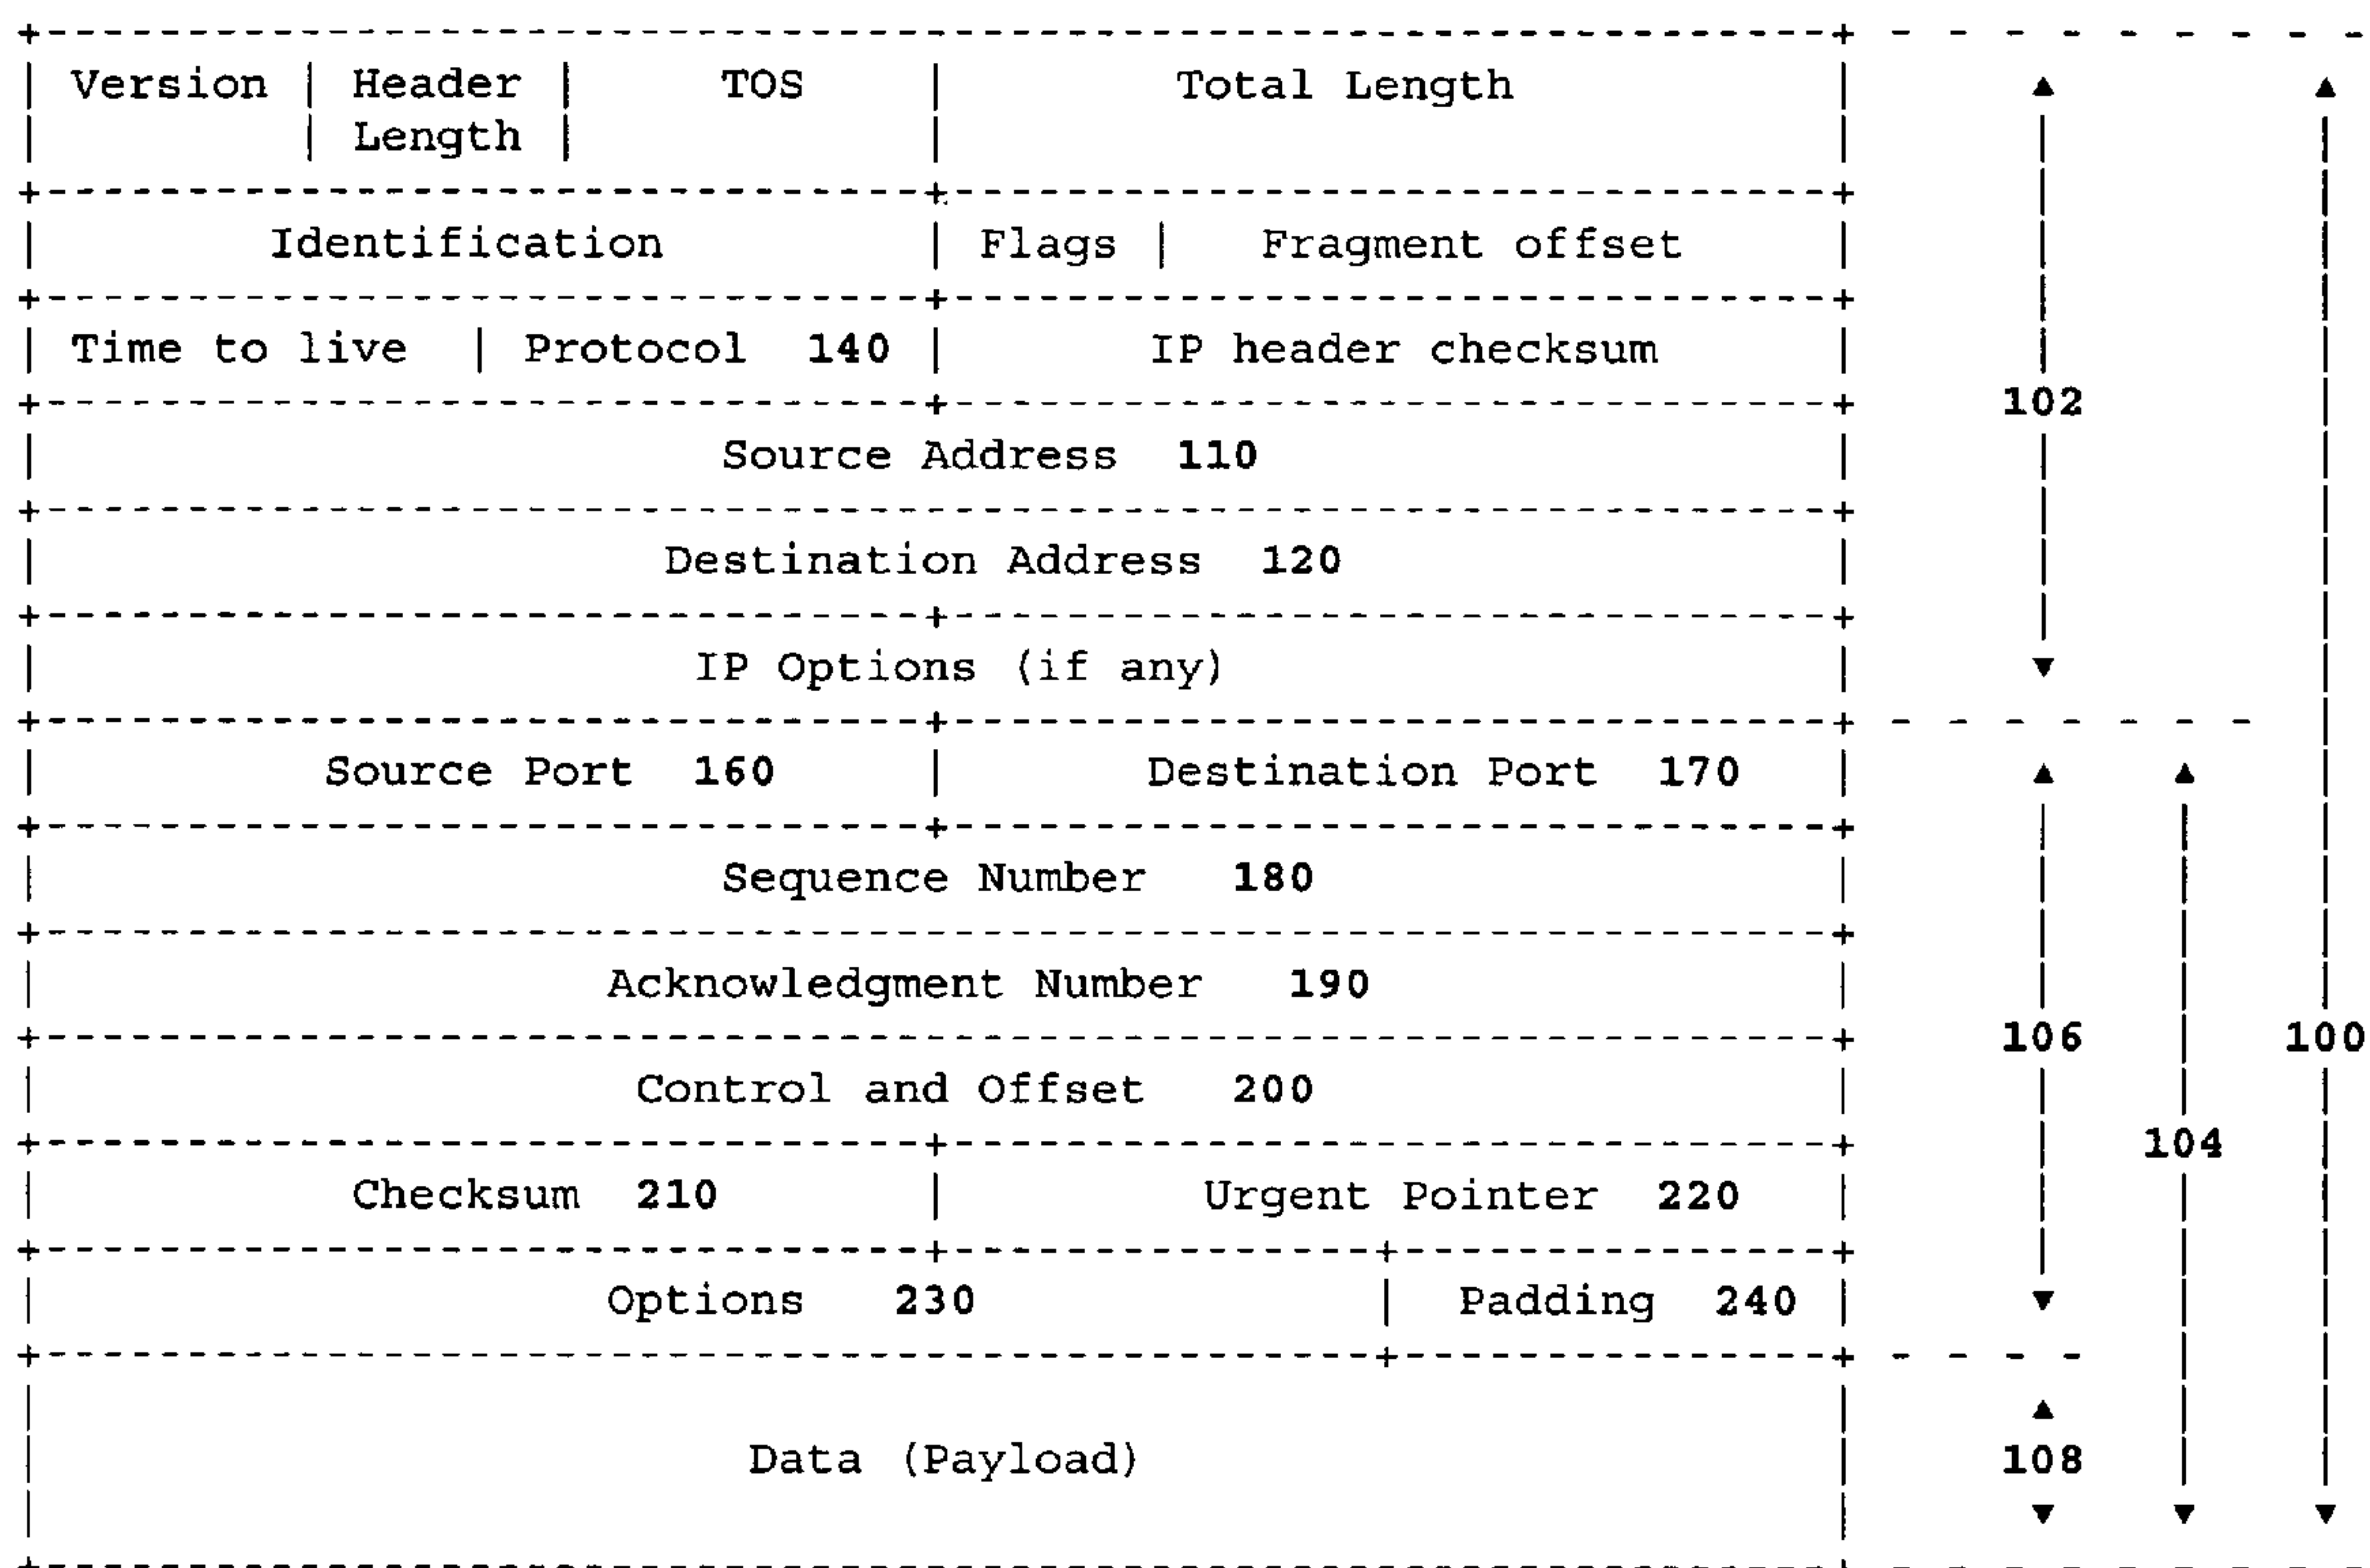 Version | Header | TOS | Total Length
Length
Identification | Flags | Fragment offset
Time to live | Protocol 140 | IP header checksum
102
Source Address 110
Destination Address 120
IP Options (if any)
Source Port 160 | Destination Port 170
Sequence Number 180
Acknowledgment Number 190
106 100
Control and Offset 200
104
Checksum 210 | Urgent Pointer 220
Options 230 | Padding 240
Data (Payload) 108